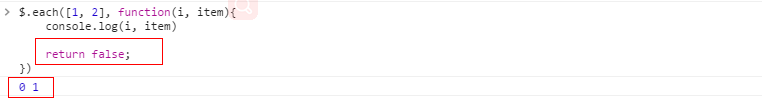 > $.each([1, 2], function(i, item){
console.log(i, item)
return false;
})
0 1